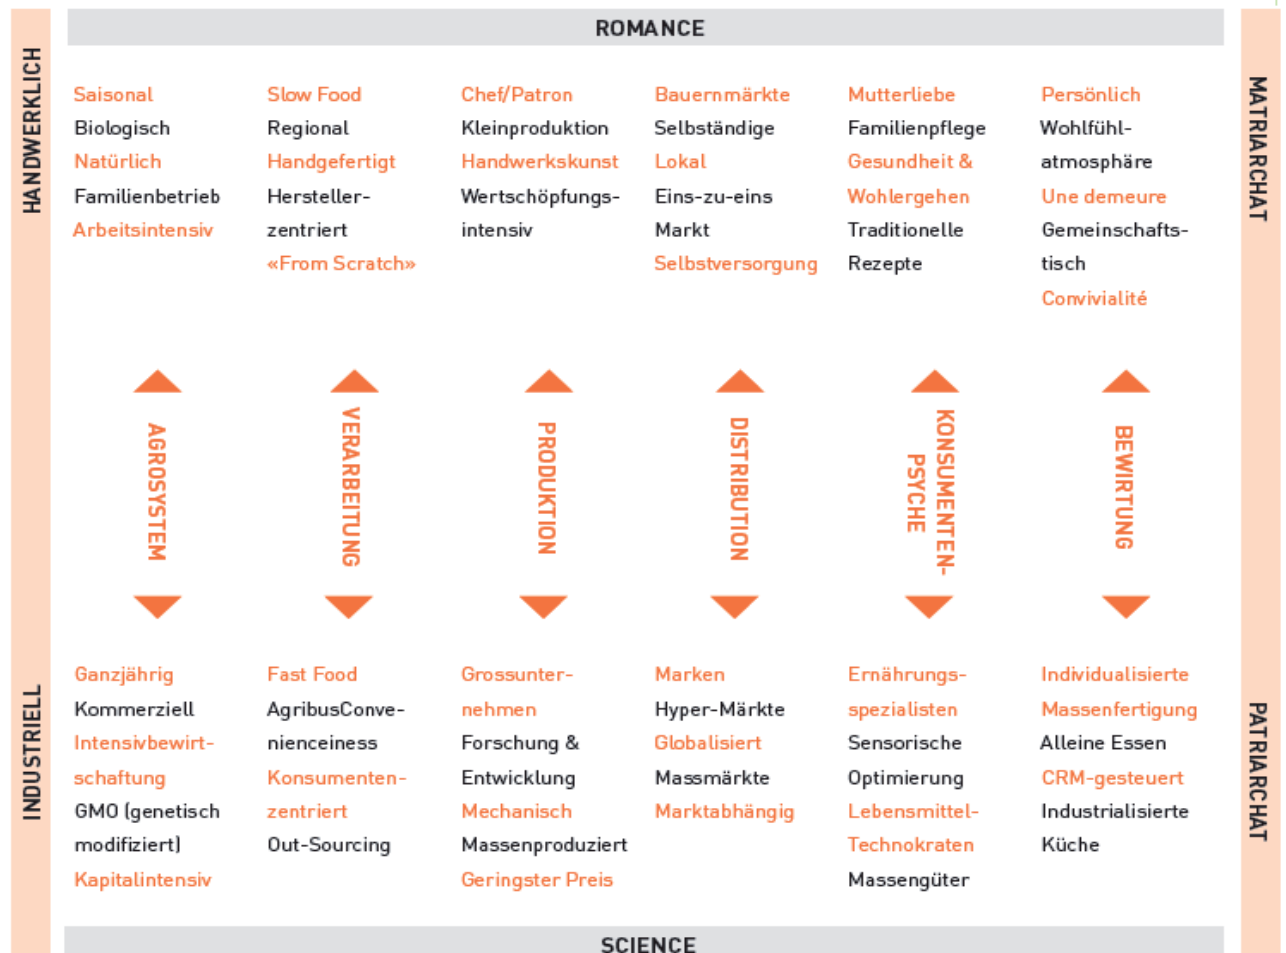 ROMANCE
HANDWERKLICH
MATRIARCHAT
Saisonal
Biologisch
Natürlich
Familienbetrieb
Arbeitsintensiv
Slow Food
Regional
Handgefertigt
Hersteller-
zentriert
«From Scratch»
Chef/Patron
Kleinproduktion
Handwerkskunst
Wertschöpfungs-
intensiv
Bauernmärkte
Selbständige
Lokal
Eins-zu-eins
Markt
Selbstversorgung
Mutterliebe
Familienpflege
Gesundheit &
Wohlergehen
Traditionelle
Rezepte
Persönlich
Wohlfühl-
atmosphäre
Une demeure
Gemeinschafts-
tisch
Convivialité
AGROSYSTEM
VERARBEITUNG
PRODUKTION
DISTRIBUTION
KONSUMENTEN-
PSYCHE
BEWIRTUNG
INDUSTRIELL
PATRIARCHAT
Ganzjährig
Kommerziell
Intensivbewirt-
schaftung
GMO (genetisch
modifiziert)
Kapitalintensiv
Fast Food
AgribusConve-
nienceiness
Konsumenten-
zentriert
Out-Sourcing
Grossunter-
nehmen
Forschung &
Entwicklung
Mechanisch
Massenproduziert
Geringster Preis
Marken
Hyper-Märkte
Globalisiert
Massmärkte
Marktabhängig
Ernährungs-
spezialisten
Sensorische
Optimierung
Lebensmittel-
Technokraten
Massengüter
Individualisierte
Massenfertigung
Alleine Essen
CRM-gesteuert
Industrialisierte
Küche
SCIENCE